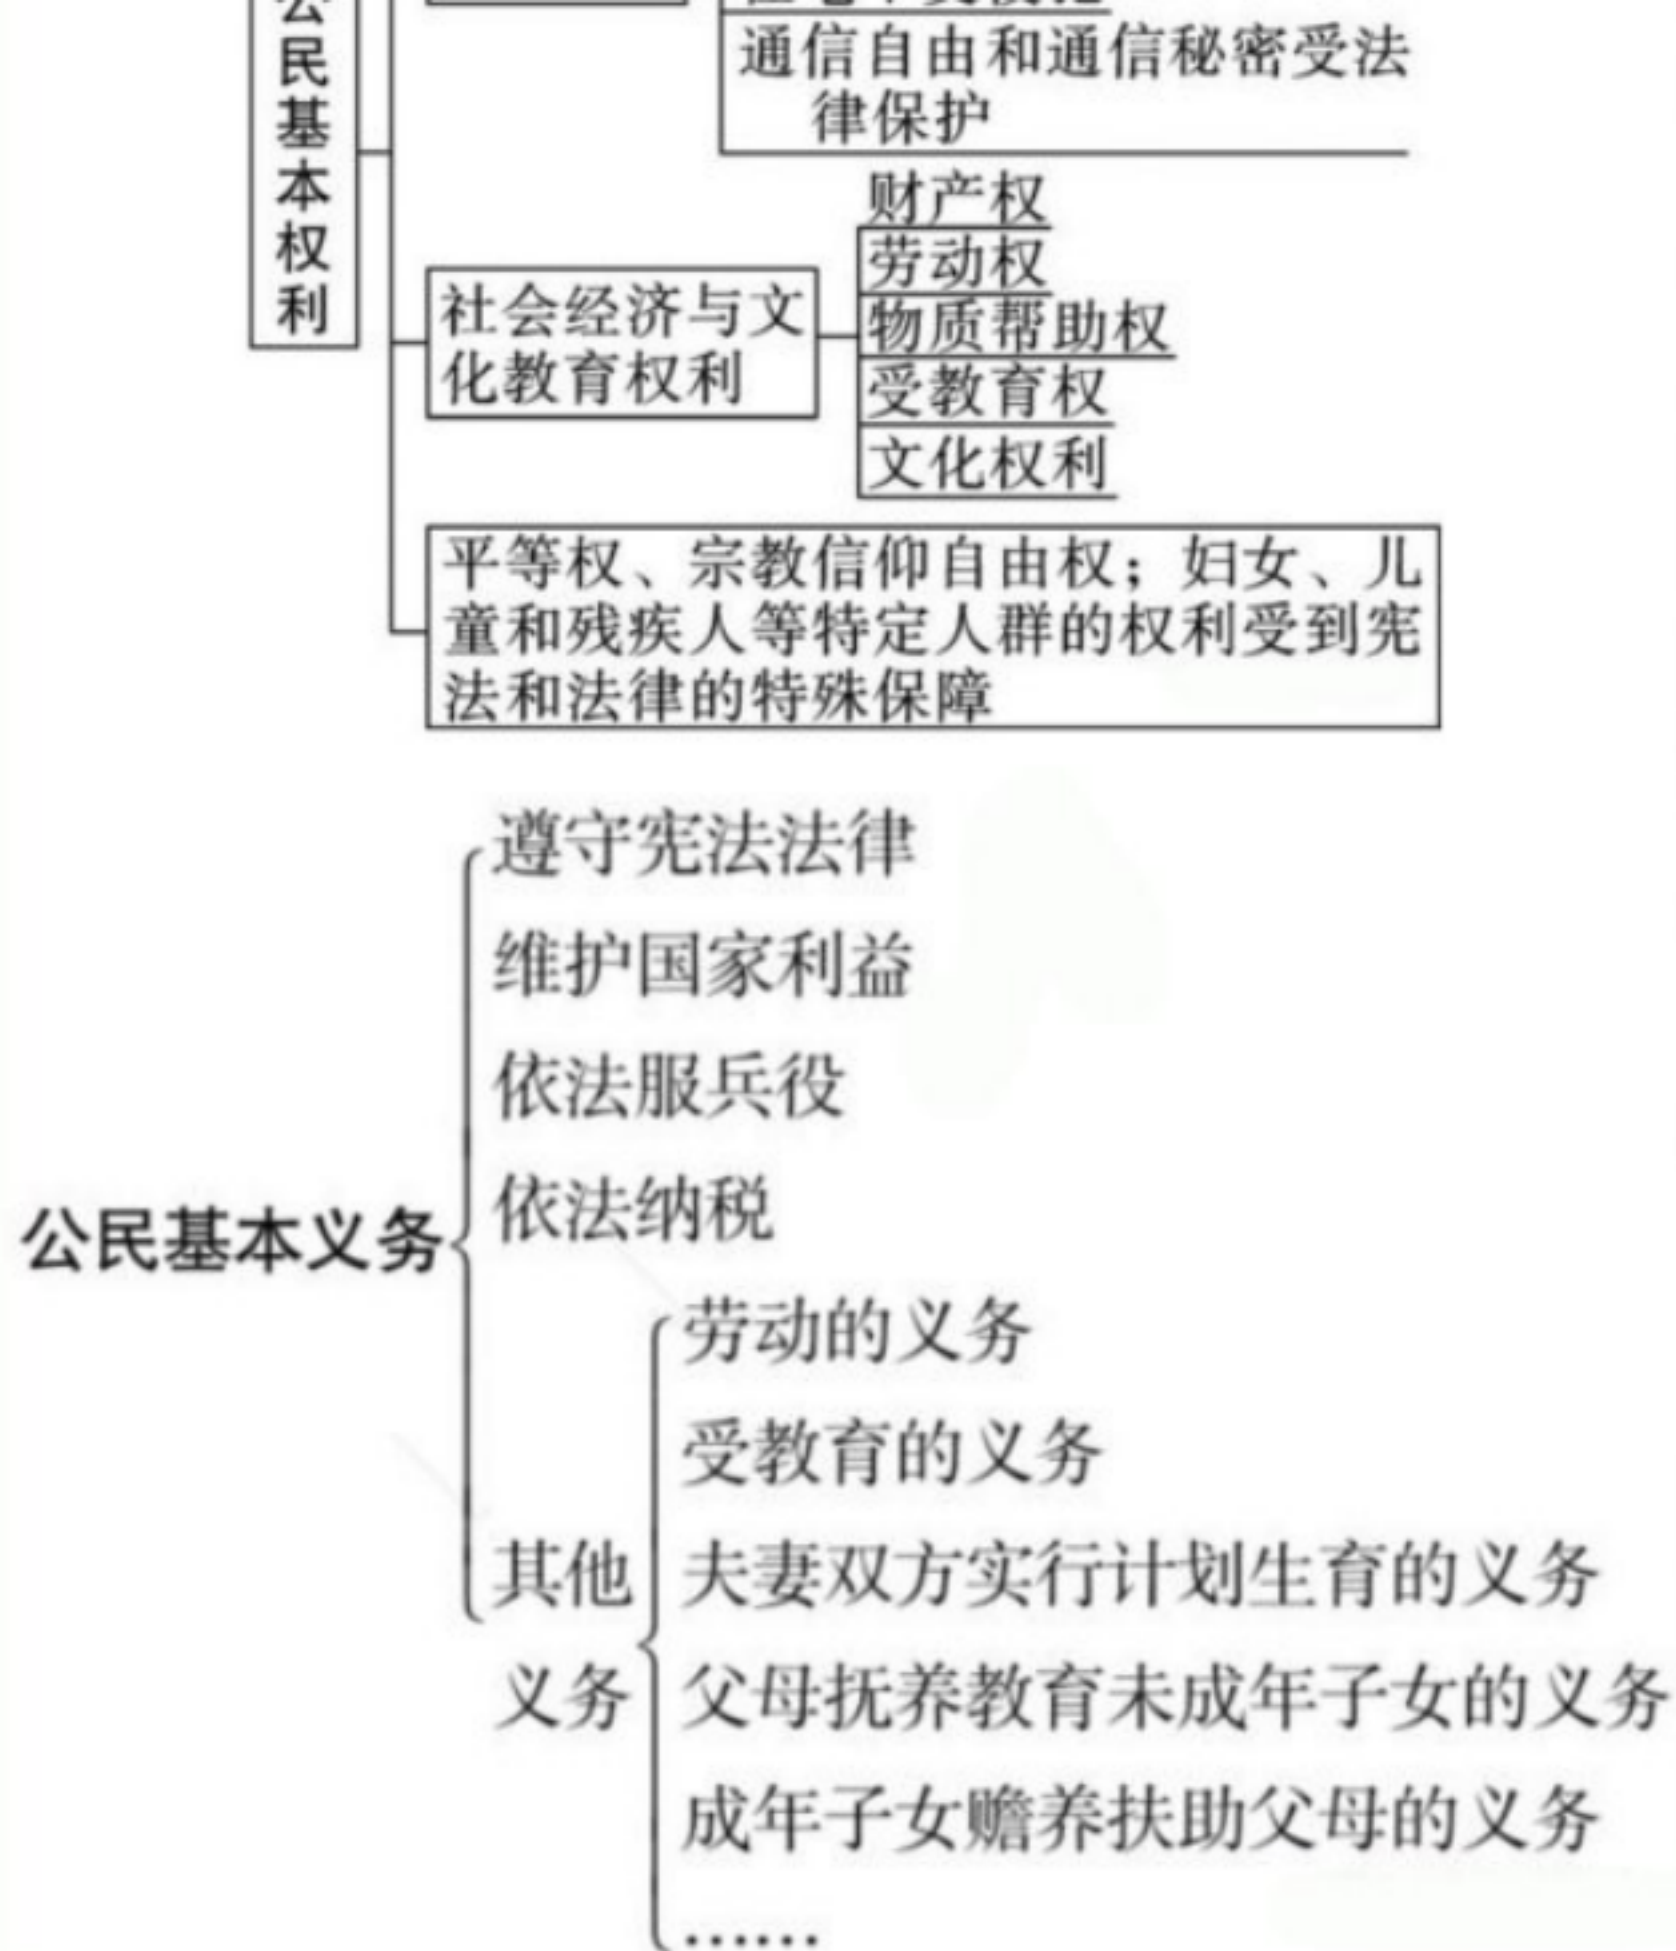 公民基本权利
通信自由和通信秘密受法
律保护
财产权
劳动权
物质帮助权
受教育权
文化权利
社会经济与文
化教育权利
平等权、宗教信仰自由权；妇女、儿
童和残疾人等特定人群的权利受到宪
法和法律的特殊保障
公民基本义务
遵守宪法法律
维护国家利益
依法服兵役
依法纳税
其他
义务
劳动的义务
受教育的义务
夫妻双方实行计划生育的义务
父母抚养教育未成年子女的义务
成年子女赡养扶助父母的义务
……